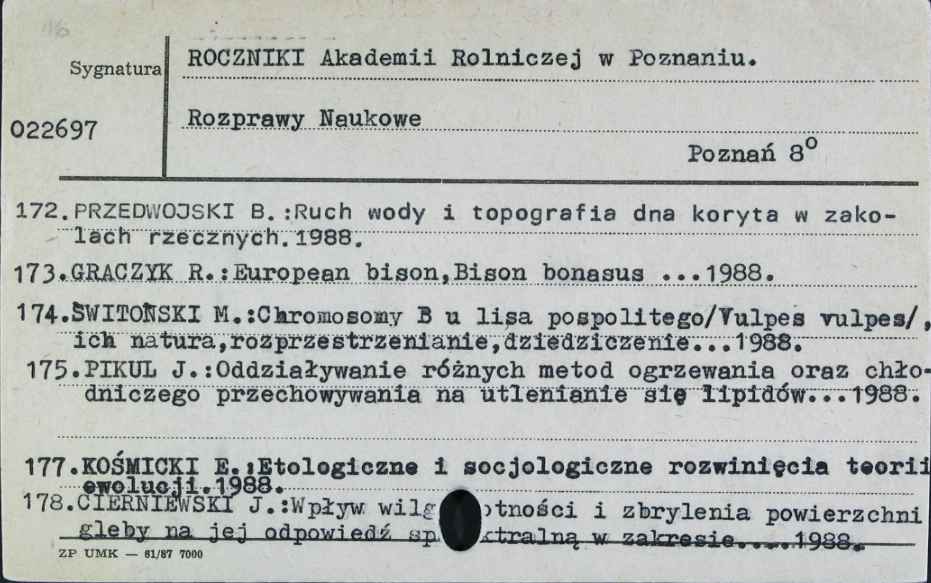 Sygnatura
ROCZNIKI Akademii Rolniczej w Poznaniu.
022697
Rozprawy Naukowe
Poznań 8º
172. PRZEDWOJSKI B.:Ruch wody i topografia dna koryta w zako-
lach rzecznych.1988.
173.GRACZYK R.:European bison,Bison bonasus ...1988.
174.ŚWITOŃSKI M.:Chromosomy B u lisa pospolitego/Vulpes vulpes/,
ich natura,rozprzestrzenianie,dziedziczenie...1988.
175.PIKUL J.:Oddziaływanie różnych metod ogrzewania oraz chło-
dniczego przechowywania na utlenianie się lipidów...1988.
177.KOŚMICKI E.:Etologiczne i socjologiczne rozwinięcia teorii
ewolucji.1988.
178.CIERNIEWSKI J.:Wpływ wilg otności i zbrylenia powierzchni
gleby na jej odpowiedź sp ektralną w zakresie....1988.
ZP UMK — 61/87 7000